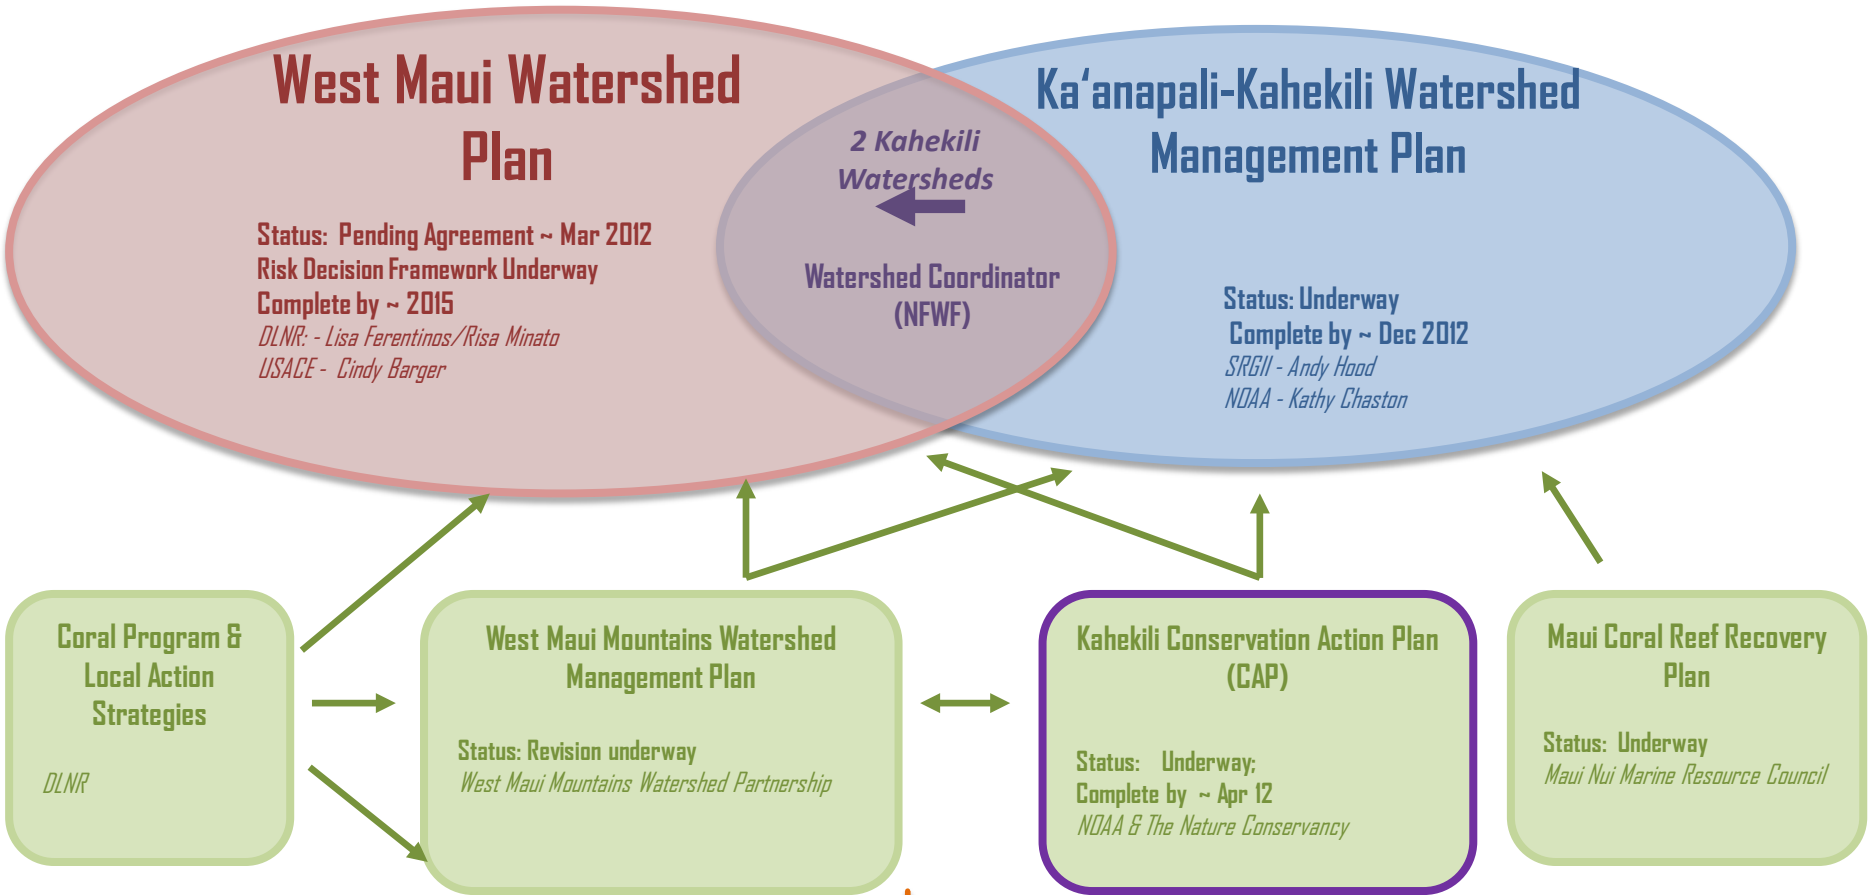 West Maui Watershed
Plan
Status:  Pending Agreement ~ Mar 2012
Risk Decision Framework Underway
Complete by ~ 2015
DLNR: - Lisa Ferentinos/Risa Minato
USACE - Cindy Barger
2 Kahekili
Watersheds
Watershed Coordinator
(NFWF)
Ka‘anapali-Kahekili Watershed
Management Plan
Status: Underway
Complete by ~ Dec 2012
SRGII - Andy Hood
NOAA - Kathy Chaston
Coral Program &
Local Action
Strategies
DLNR
West Maui Mountains Watershed
Management Plan
Status: Revision underway
West Maui Mountains Watershed Partnership
Kahekili Conservation Action Plan
(CAP)
Status:   Underway;
Complete by  ~ Apr 12
NOAA & The Nature Conservancy
Maui Coral Reef Recovery
Plan
Status:  Underway
Maui Nui Marine Resource Council